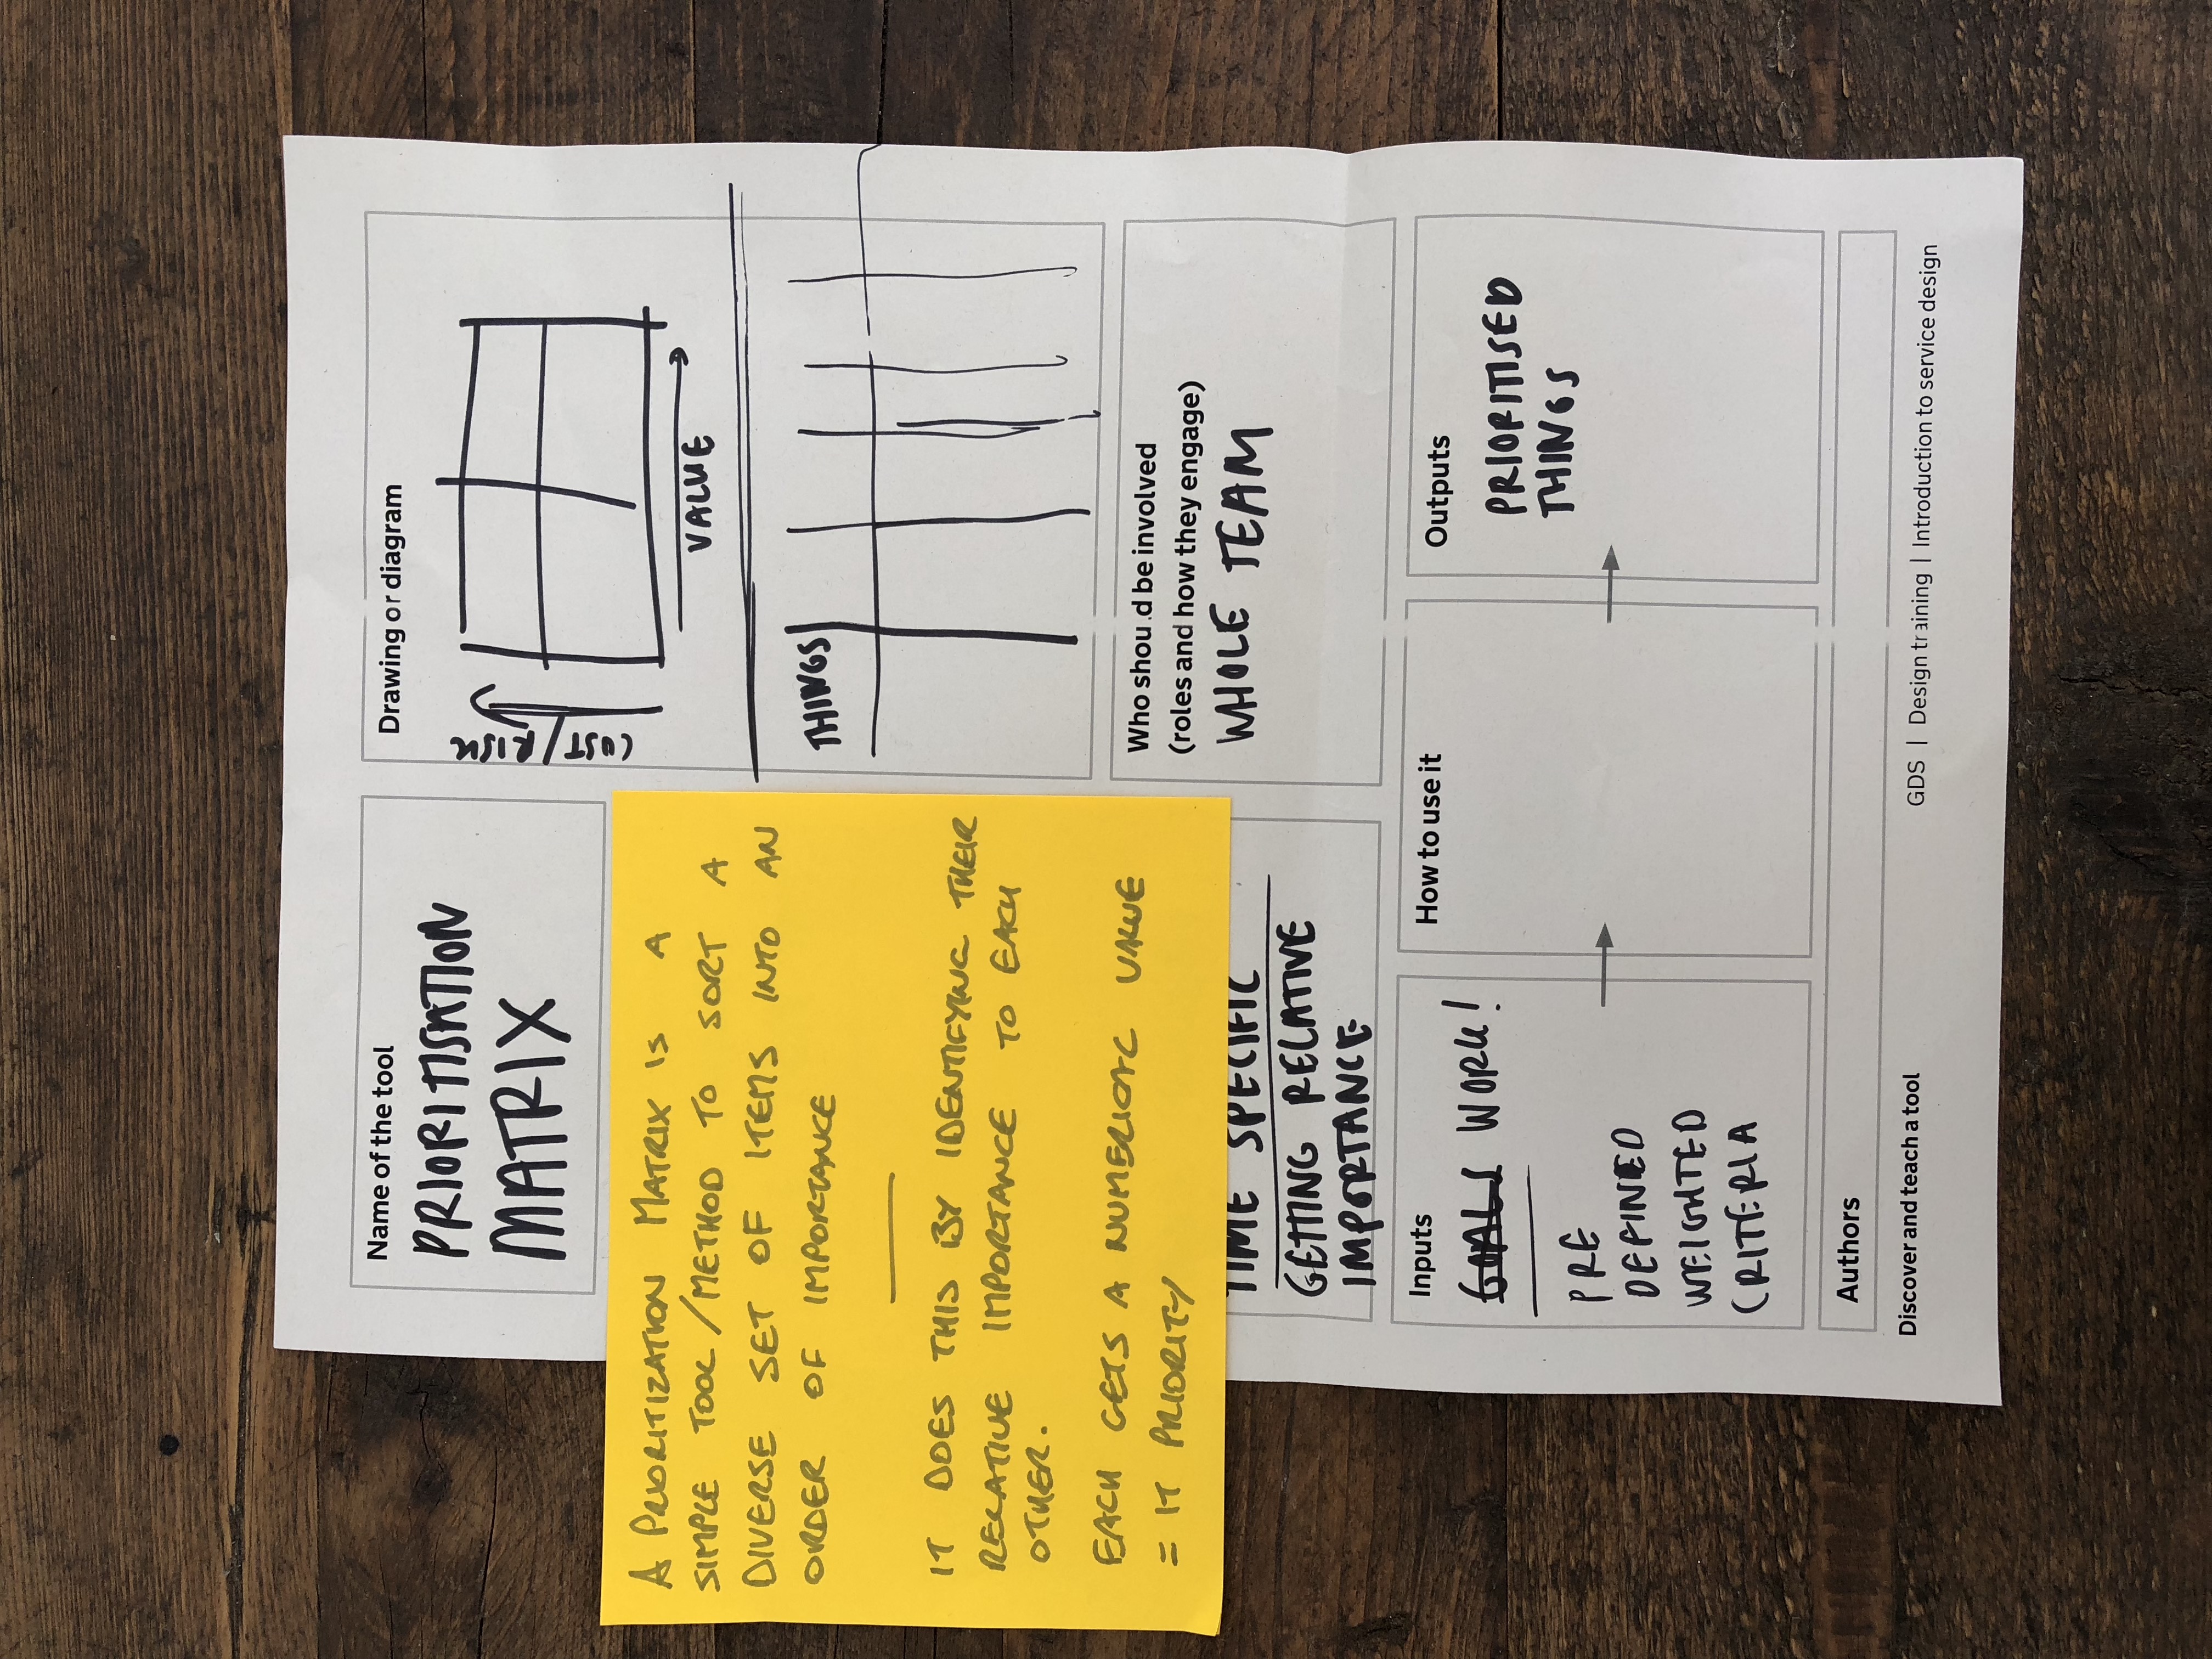 Name of the tool
PRIORITISATION
MATRIX
A PRIORITIZATION MATRIX IS A
SIMPLE TOOL/METHOD TO SORT A
DIVERSE SET OF ITEMS INTO AN
ORDER OF IMPORTANCE
IT DOES THIS BY IDENTIFYING THEIR
RELATIVE IMPORTANCE TO EACH
OTHER.
EACH GETS A NUMERICAL VALUE
= IT PRIORITY
TIME SPECIFIC
GETTING RELATIVE
IMPORTANCE
Drawing or diagram
COST/RISK
VALUE
THINGS
Who should be involved
(roles and how they engage)
WHOLE TEAM
Inputs
GOALS WORK!
PRE
DEFINED
WEIGHTED
CRITERIA
How to use it
Outputs
PRIORITISED
THINGS
Authors
Discover and teach a tool
GDS | Design training | Introduction to service design